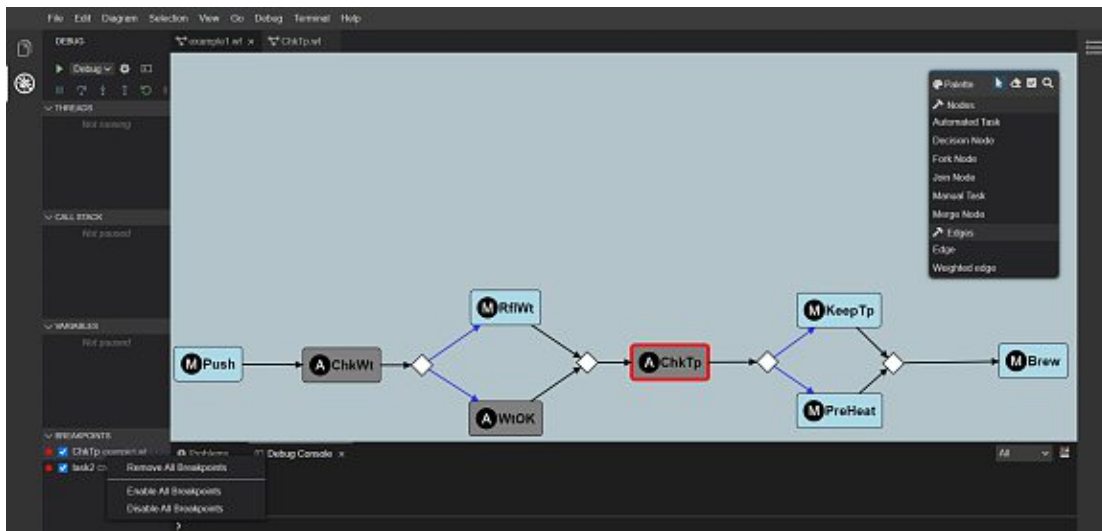 File Edit Diagram Selection View Go Debug Terminal Help
DEBUG
example1.wf × ChkTp.wf
Debug
THREADS
Not running
CALL STACK
Not paused
VARIABLES
Not paused
BREAKPOINTS
ChkTp
task2
Remove All Breakpoints
Enable All Breakpoints
Disable All Breakpoints
Palette
Nodes
Automated Task
Decision Node
Fork Node
Join Node
Manual Task
Merge Node
Edges
Edge
Weighted edge
M RflWt
M KeepTp
M Push
A ChkWt
A ChkTp
M Brew
A WtOK
M PreHeat
Problems Debug Console ×
All